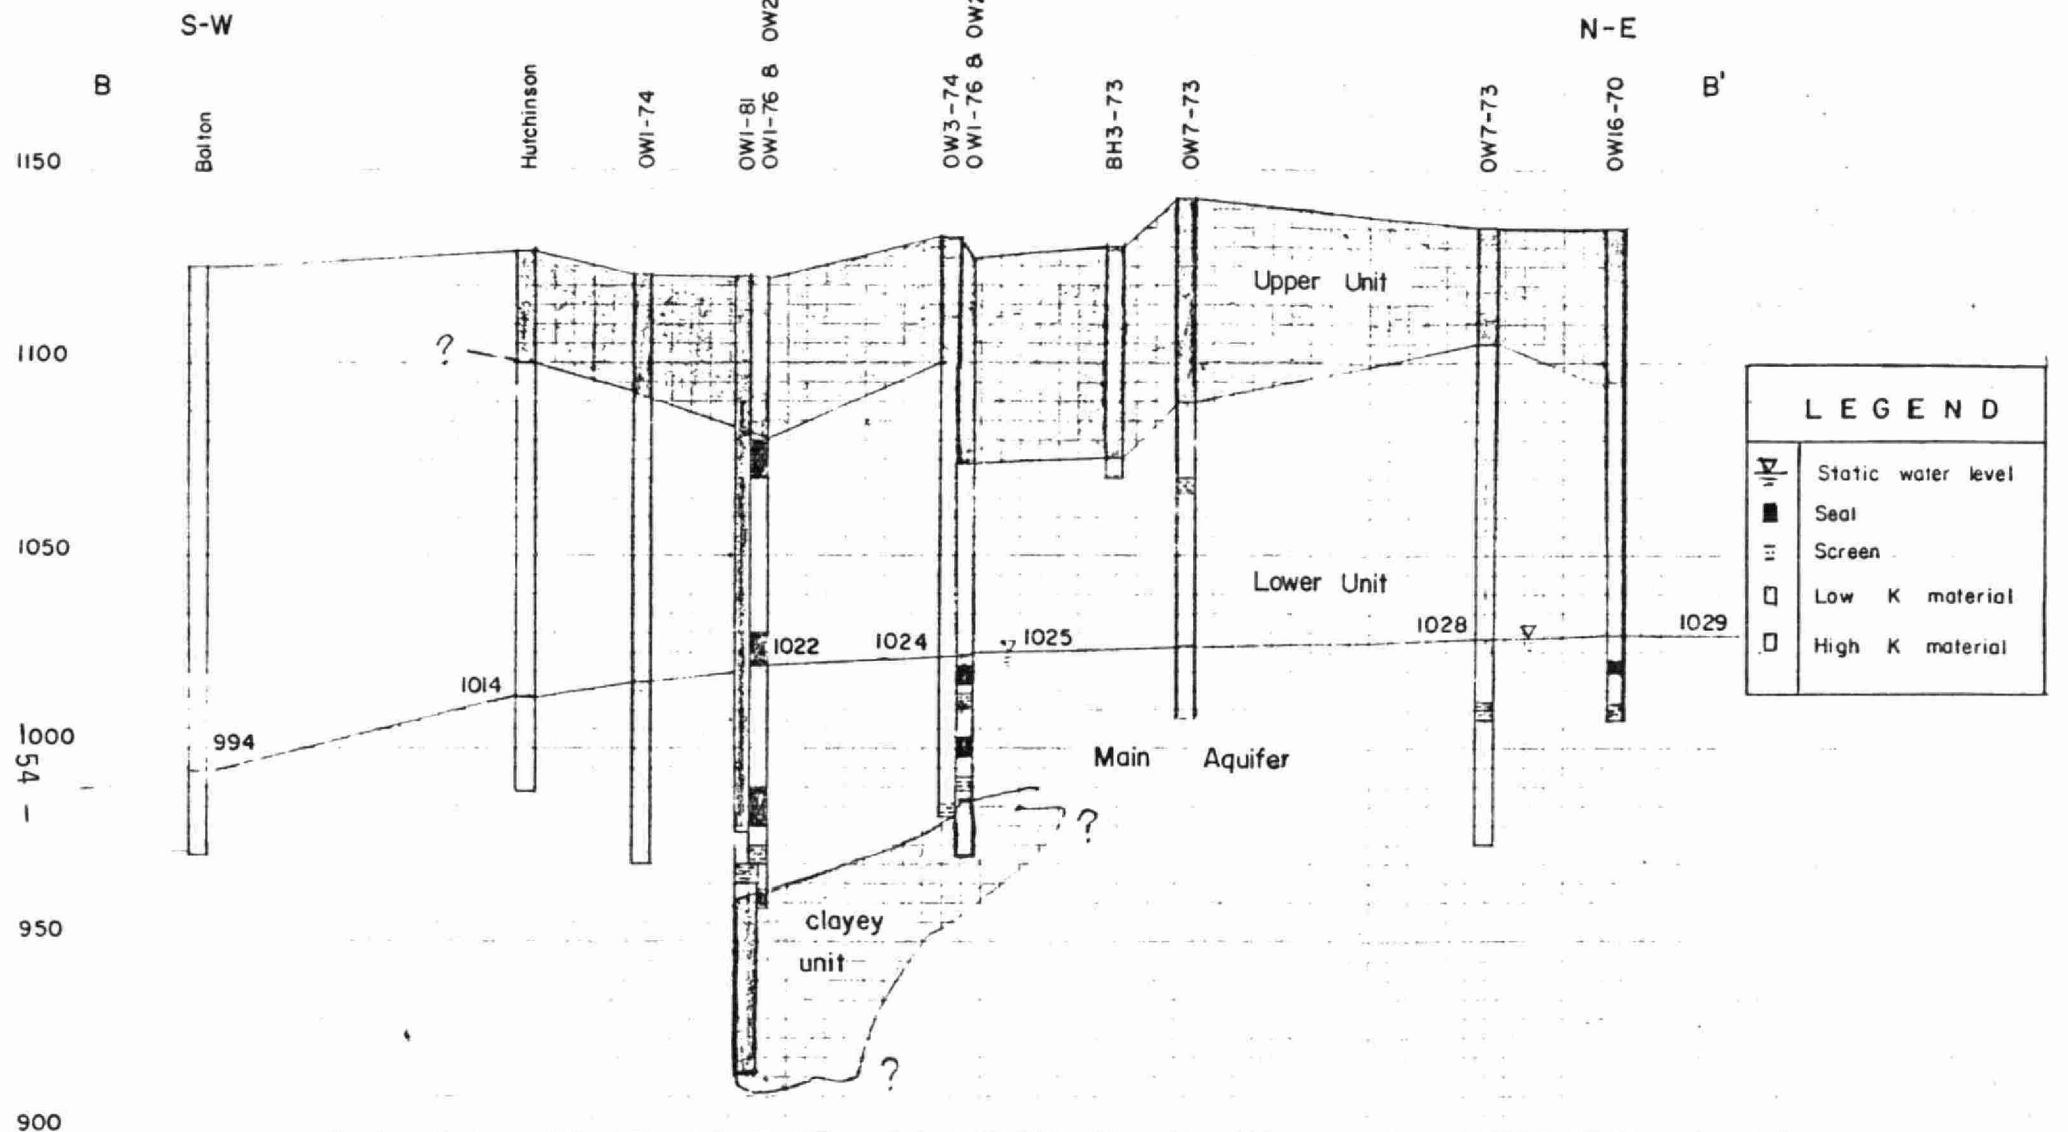 S-W
N-E
B
B'
Bolton
Hutchinson
OW1-74
OW1-81
OW1-76 & OW2
OW3-74
OW1-76 & OW2
BH3-73
OW7-73
OW7-73
OW16-70
1150
1100
1050
1000
950
900
54 -
Upper Unit
?
Lower Unit
994
1014
1022
1024
1025
1028
1029
Main Aquifer
?
clayey
unit
?
LEGEND
Static water level
Seal
Screen
Low K material
High K material